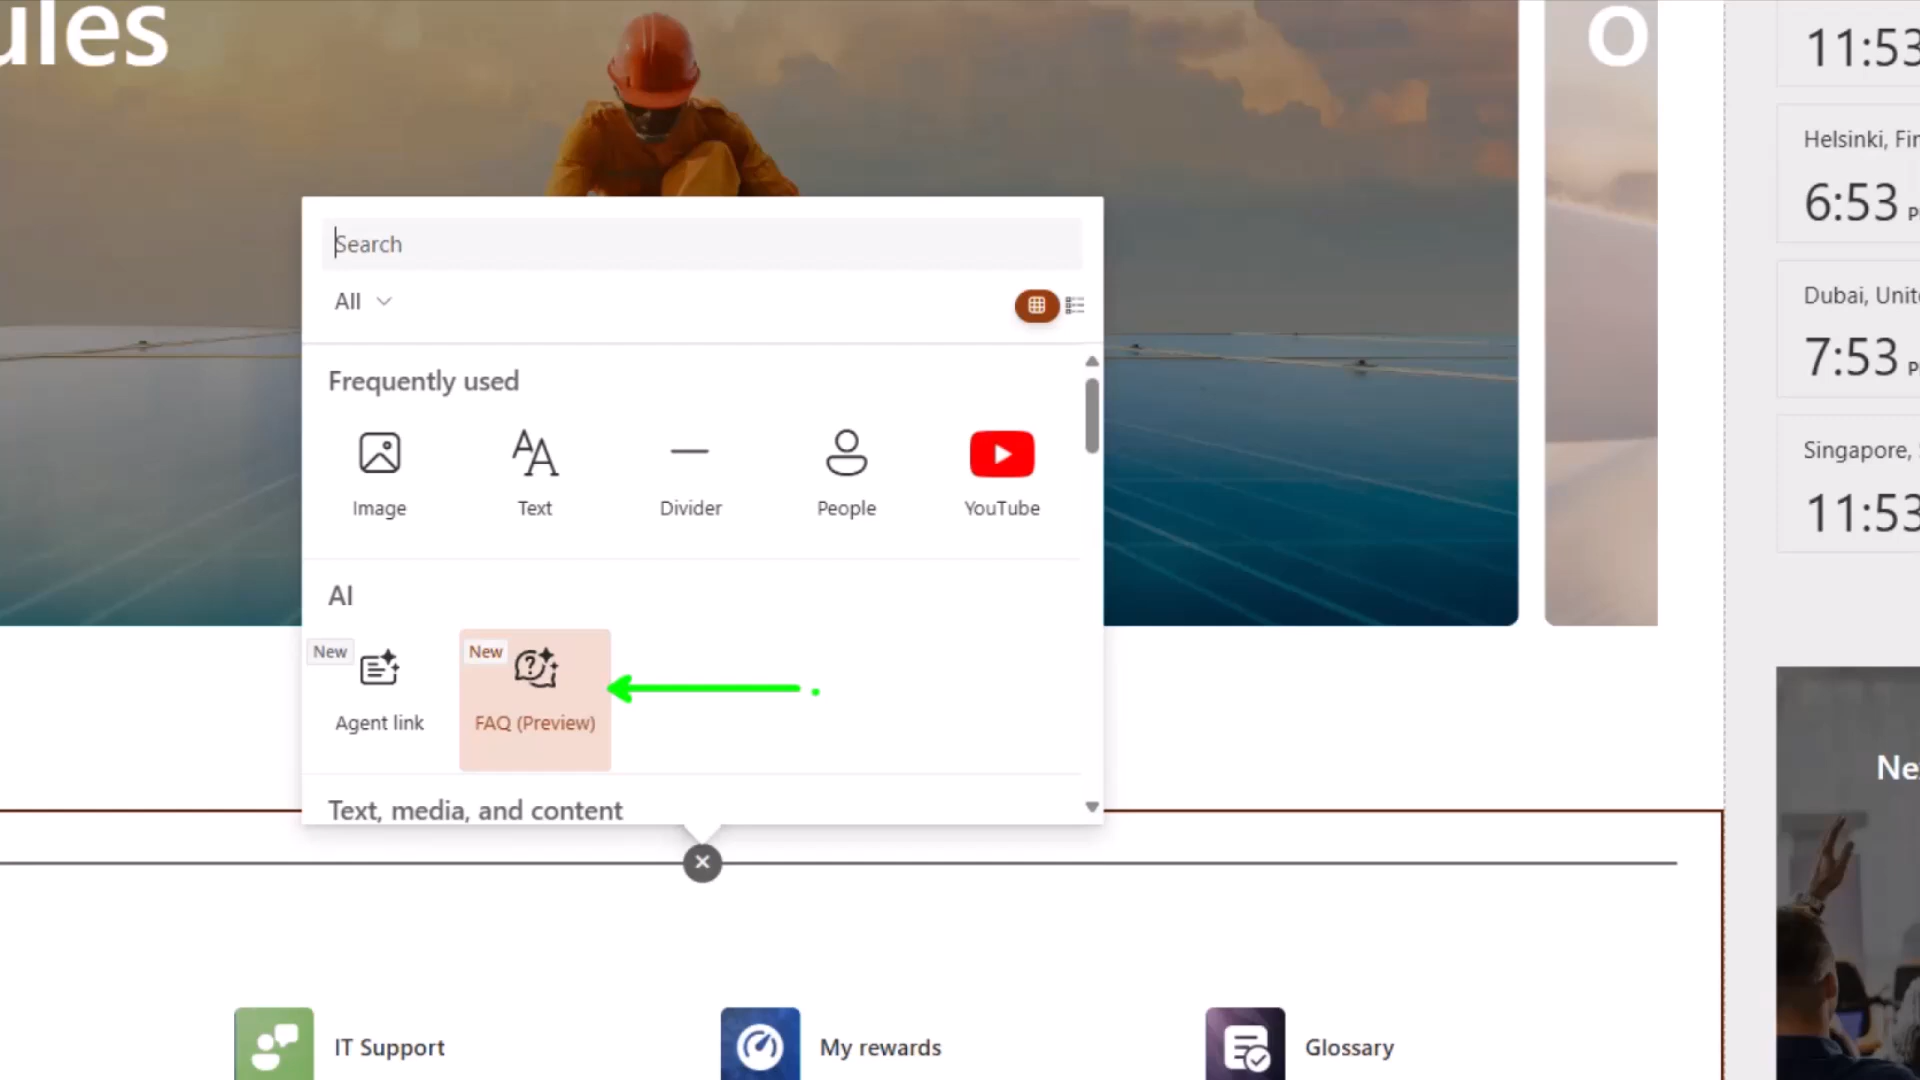 ules
O
11:53
Helsinki, Fin
6:53 P
Dubai, Unite
7:53 P
Singapore, S
11:53
Search
All
Frequently used
Image
Text
Divider
People
YouTube
AI
New
Agent link
New
FAQ (Preview)
Text, media, and content
Ne
IT Support
My rewards
Glossary